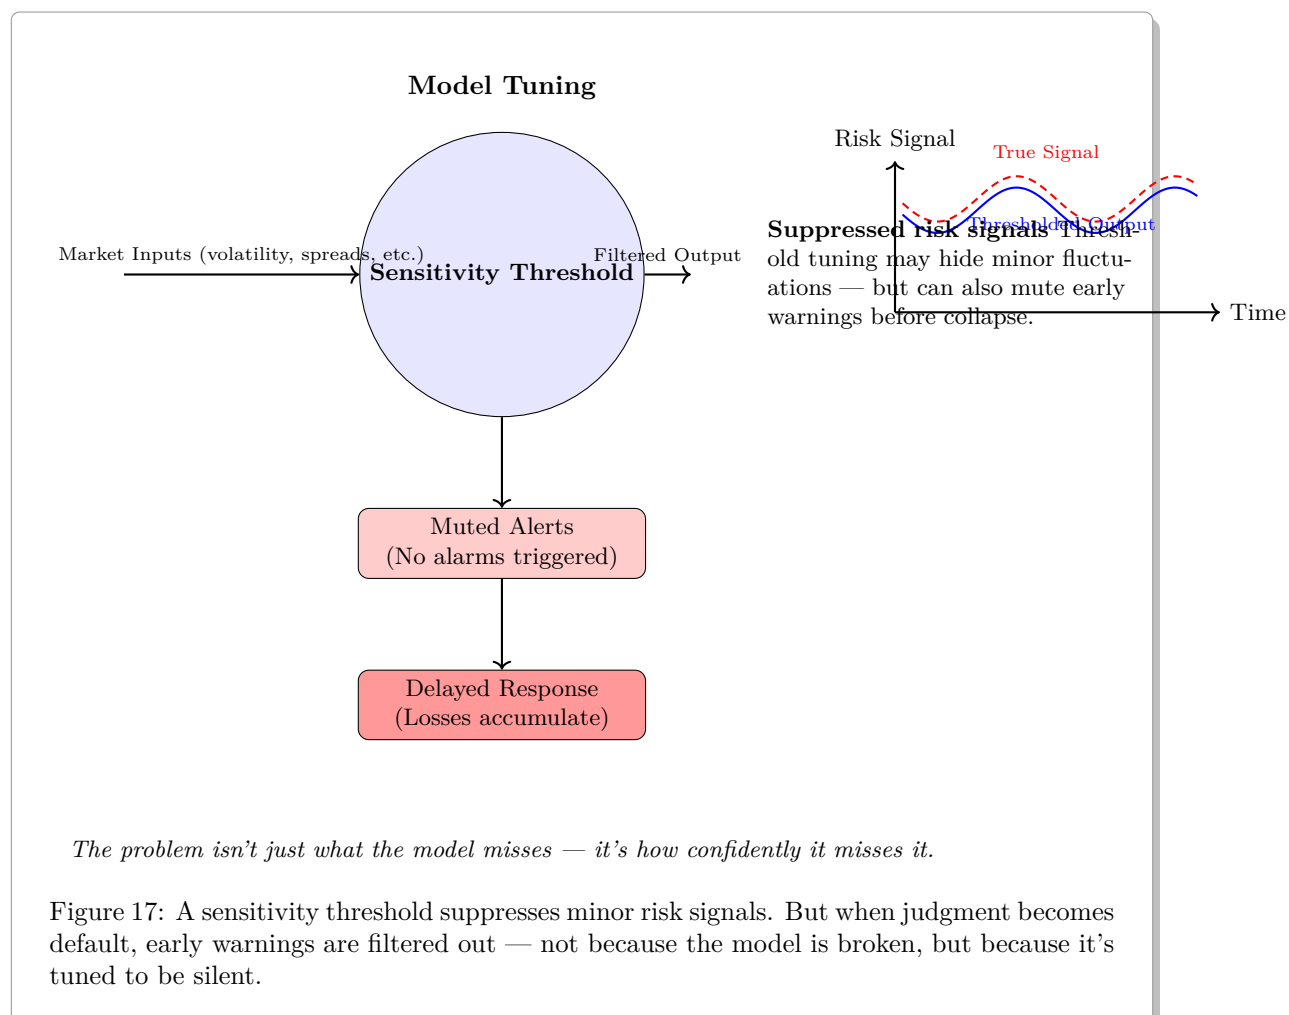 Model Tuning
Risk Signal
True Signal
Thresholded Output
Market Inputs (volatility, spreads, etc.)
Sensitivity Threshold
Filtered Output
Suppressed risk signals Thresh-
old tuning may hide minor fluctu-
ations — but can also mute early
warnings before collapse.
Time
Muted Alerts
(No alarms triggered)
Delayed Response
(Losses accumulate)
The problem isn't just what the model misses — it's how confidently it misses it.
Figure 17: A sensitivity threshold suppresses minor risk signals. But when judgment becomes
default, early warnings are filtered out — not because the model is broken, but because it's
tuned to be silent.